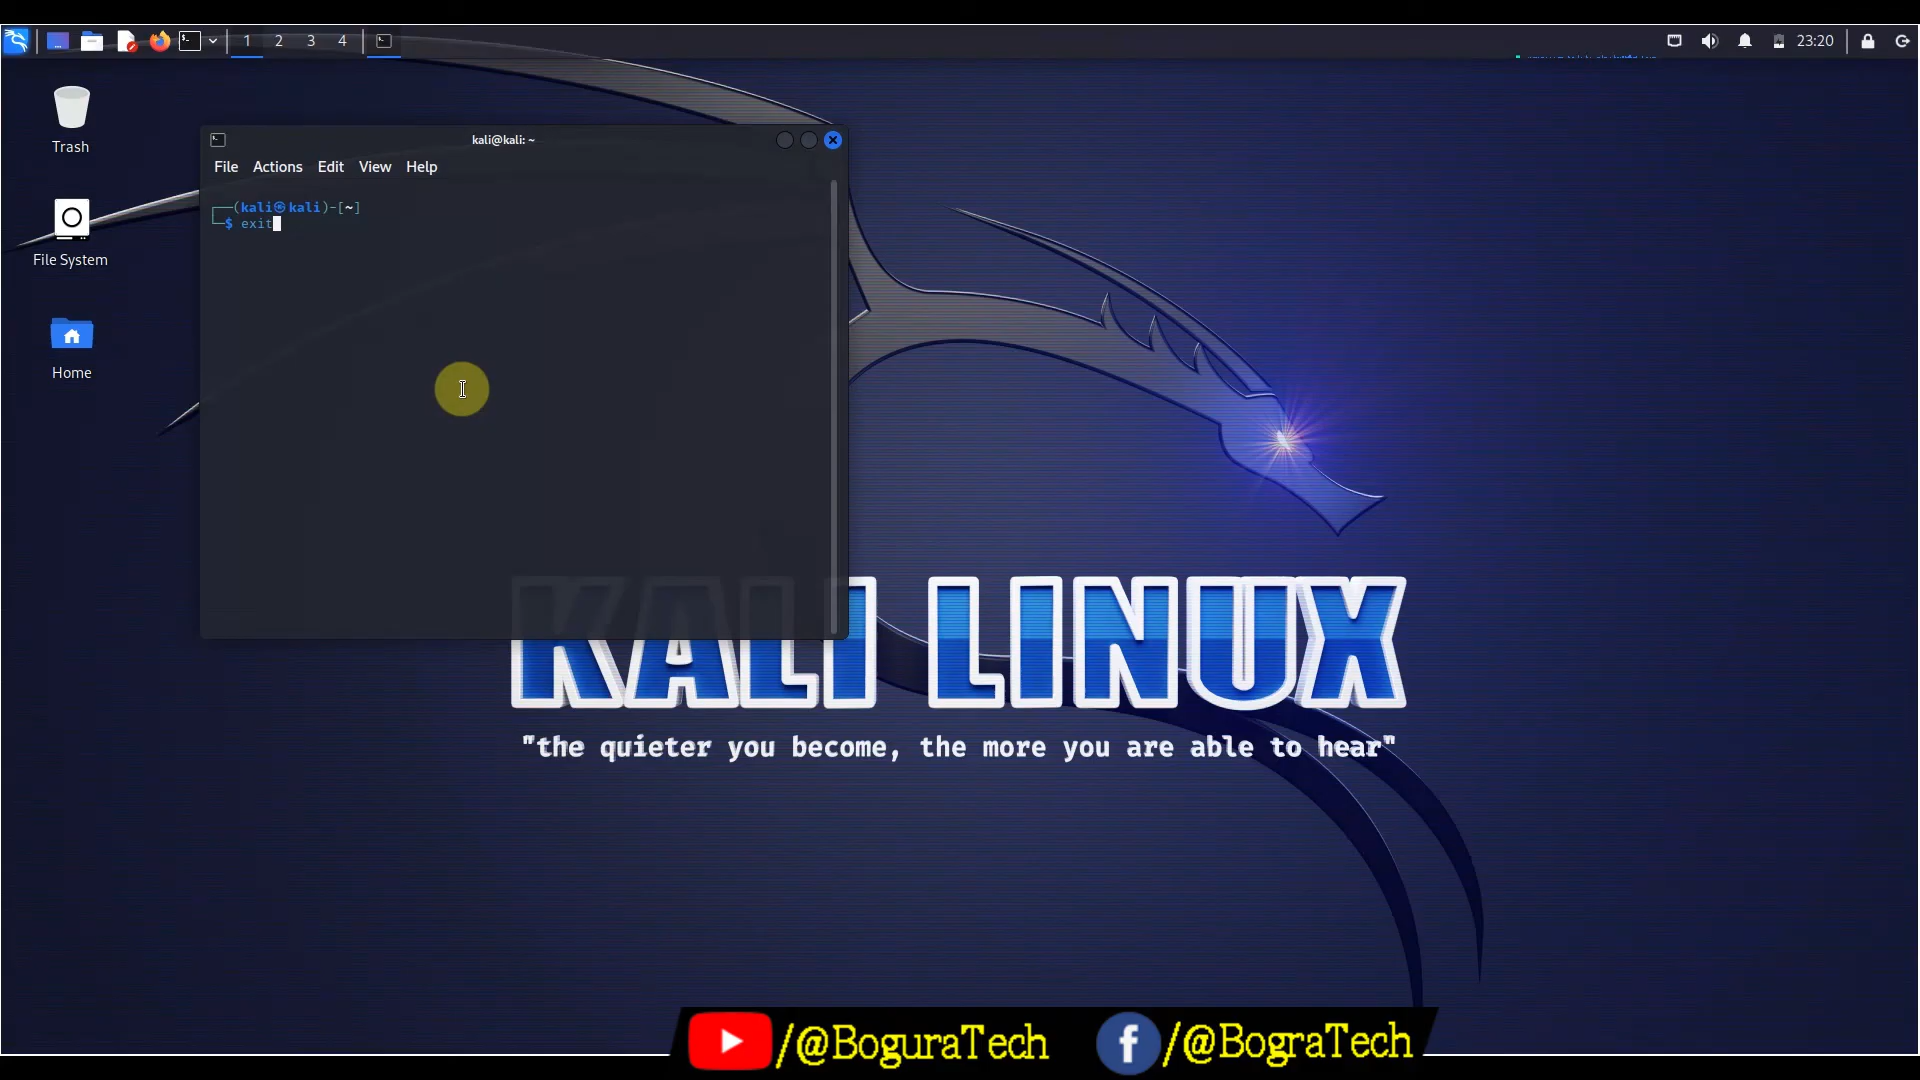 1 2 3 4
23:20
Trash
File System
Home
kali@kali: ~
File Actions Edit View Help
┌──(kali㉿kali)-[~]
└─$ exit
KALI LINUX
"the quieter you become, the more you are able to hear"
/@BoguraTech
/@BograTech